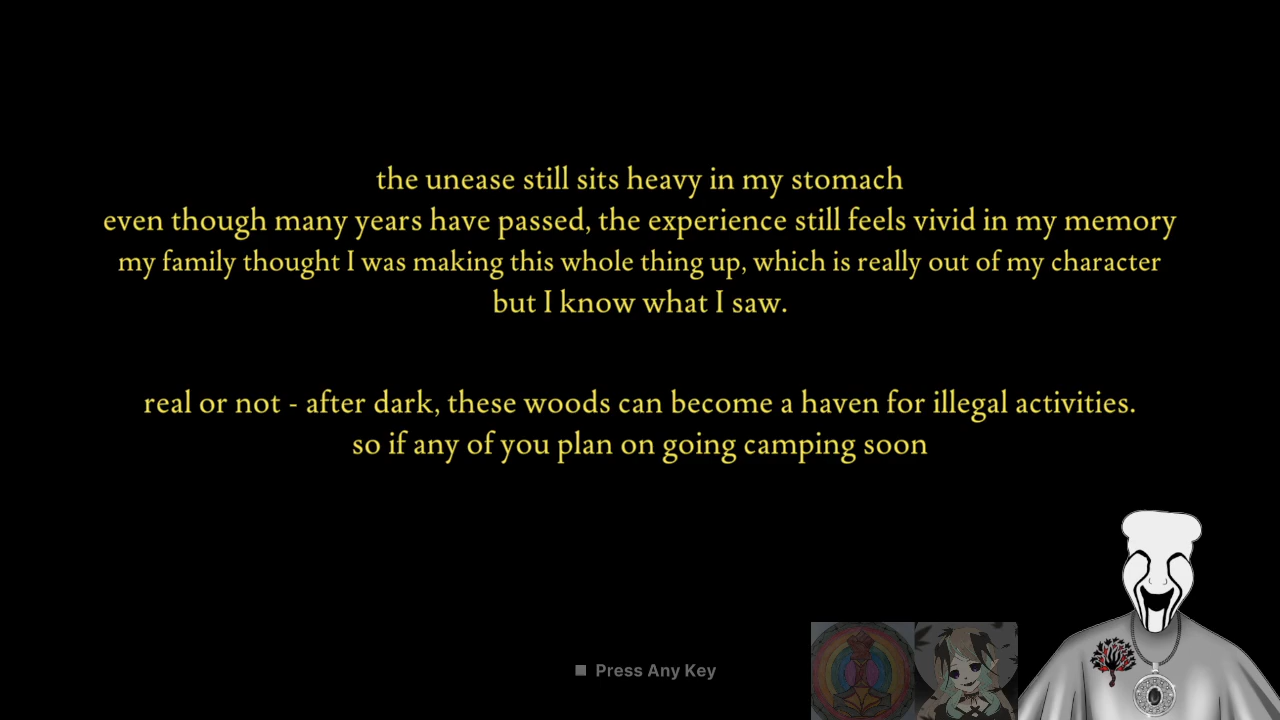 the unease still sits heavy in my stomach
even though many years have passed, the experience still feels vivid in my memory
my family thought I was making this whole thing up, which is really out of my character
but I know what I saw.
real or not - after dark, these woods can become a haven for illegal activities.
so if any of you plan on going camping soon
Press Any Key